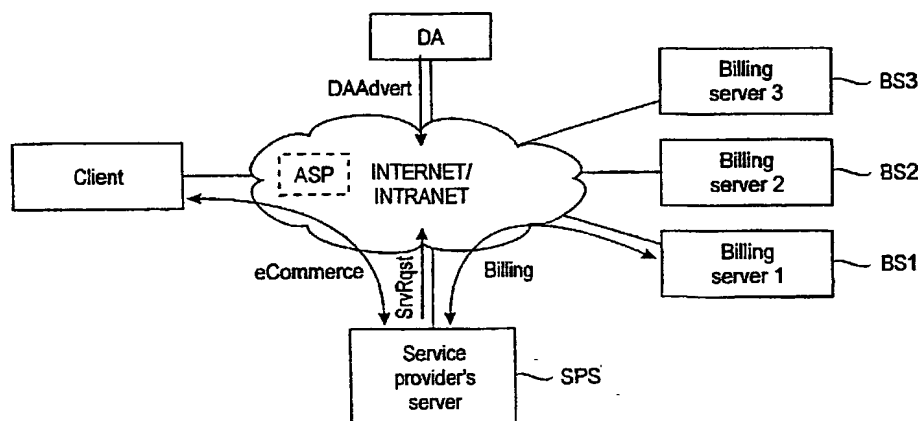 DA
DAAdvert
Billing
server 3
BS3
Client
ASP
INTERNET/
INTRANET
Billing
server 2
BS2
eCommerce
SrvRqst
Billing
Billing
server 1
BS1
Service
provider's
server
SPS